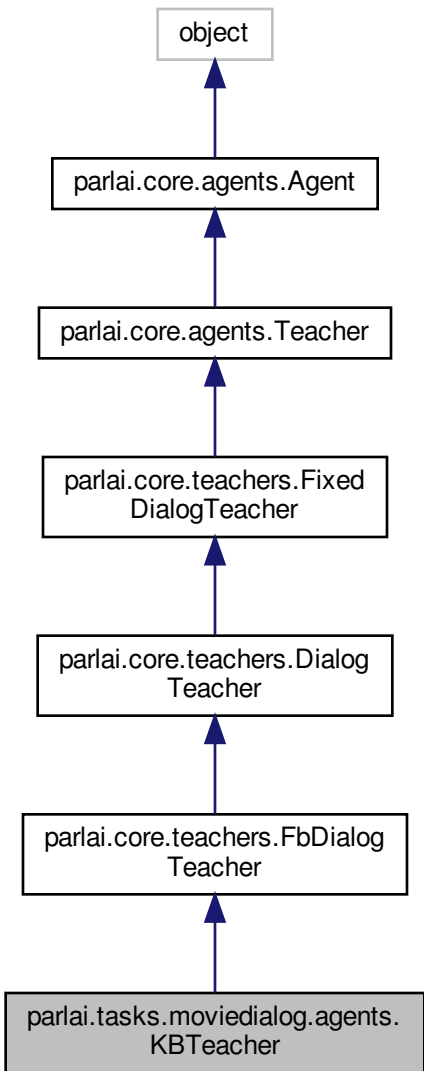 object
parlai.core.agents.Agent
parlai.core.agents.Teacher
parlai.core.teachers.Fixed
DialogTeacher
parlai.core.teachers.Dialog
Teacher
parlai.core.teachers.FbDialog
Teacher
parlai.tasks.moviedialog.agents.
KBTeacher